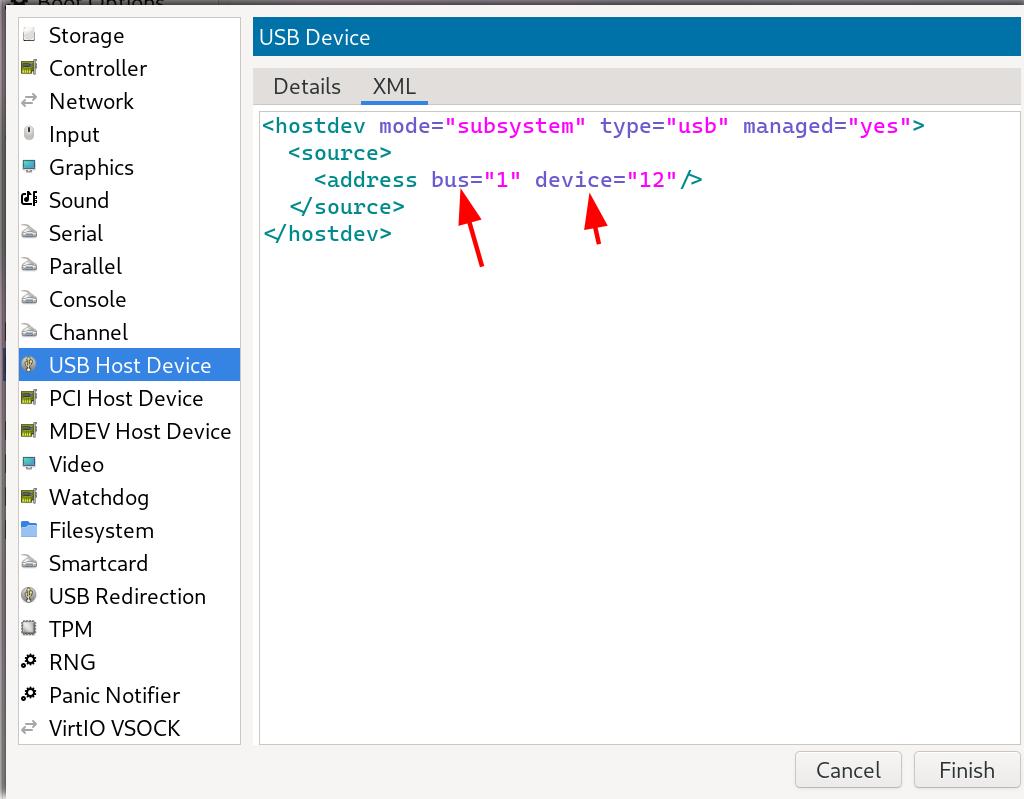 Boot Options
Storage
Controller
Network
Input
Graphics
Sound
Serial
Parallel
Console
Channel
USB Host Device
PCI Host Device
MDEV Host Device
Video
Watchdog
Filesystem
Smartcard
USB Redirection
TPM
RNG
Panic Notifier
VirtIO VSOCK
USB Device
Details XML
<hostdev mode="subsystem" type="usb" managed="yes">
  <source>
    <address bus="1" device="12"/>
  </source>
</hostdev>
Cancel Finish